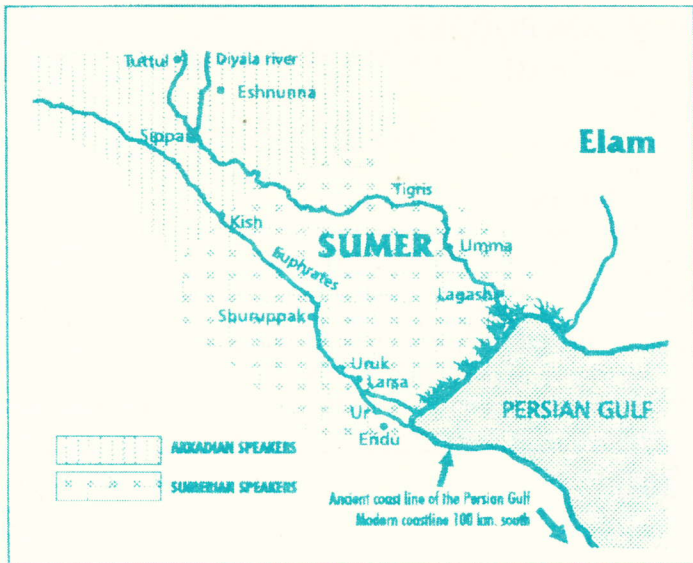 Tuttul
Diyala river
Eshnunna
Sippar
Elam
Tigris
Kish
SUMER
Umma
Euphrates
Lagash
Shuruppak
Uruk
Larsa
Ur
PERSIAN GULF
Endu
AKKADIAN SPEAKERS
SUMERIAN SPEAKERS
Ancient coast line of the Persian Gulf
Modern coastline 100 km. south